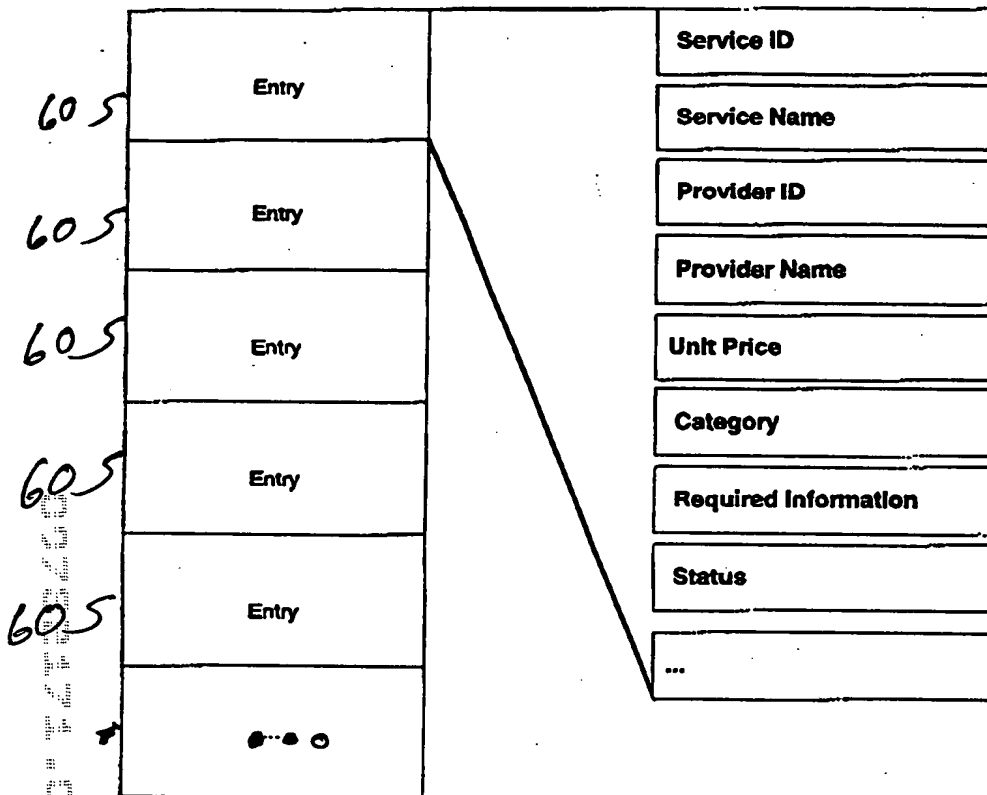 Entry
605
Entry
605
Entry
605
Entry
605
Entry
605
Service ID
Service Name
Provider ID
Provider Name
Unit Price
Category
Required Information
Status
...